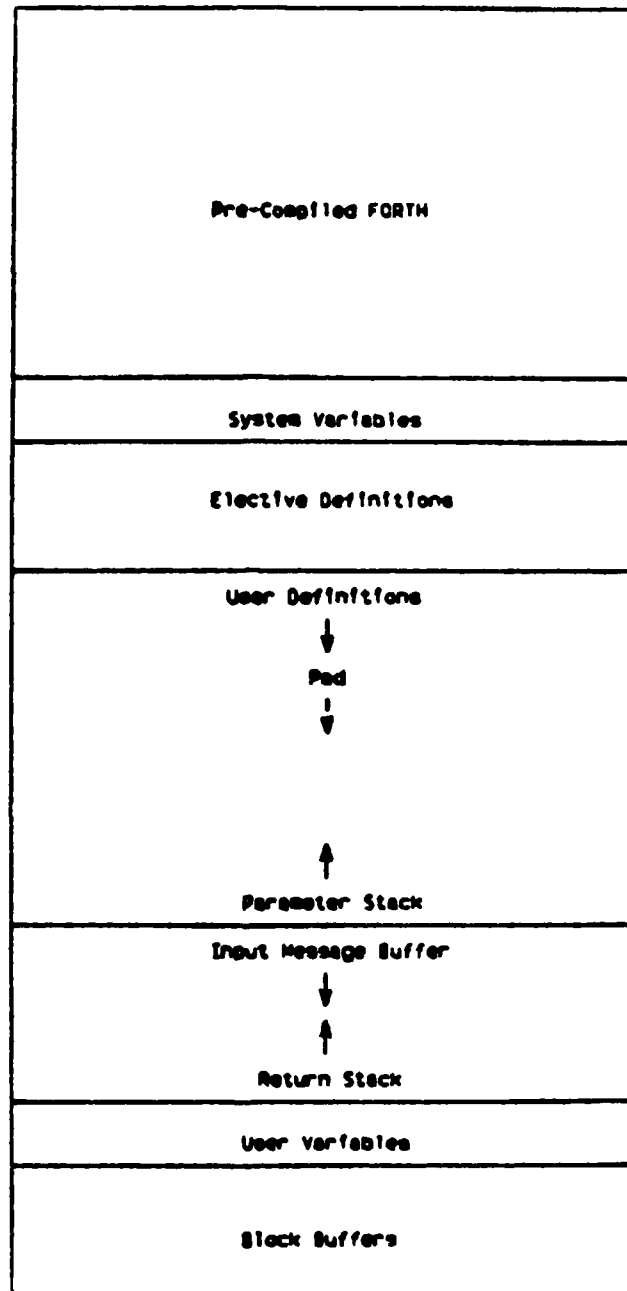 Pre-Compiled FORTH
System Variables
Elective Definitions
User Definitions
Pad
Parameter Stack
Input Message Buffer
Return Stack
User Variables
Block Buffers